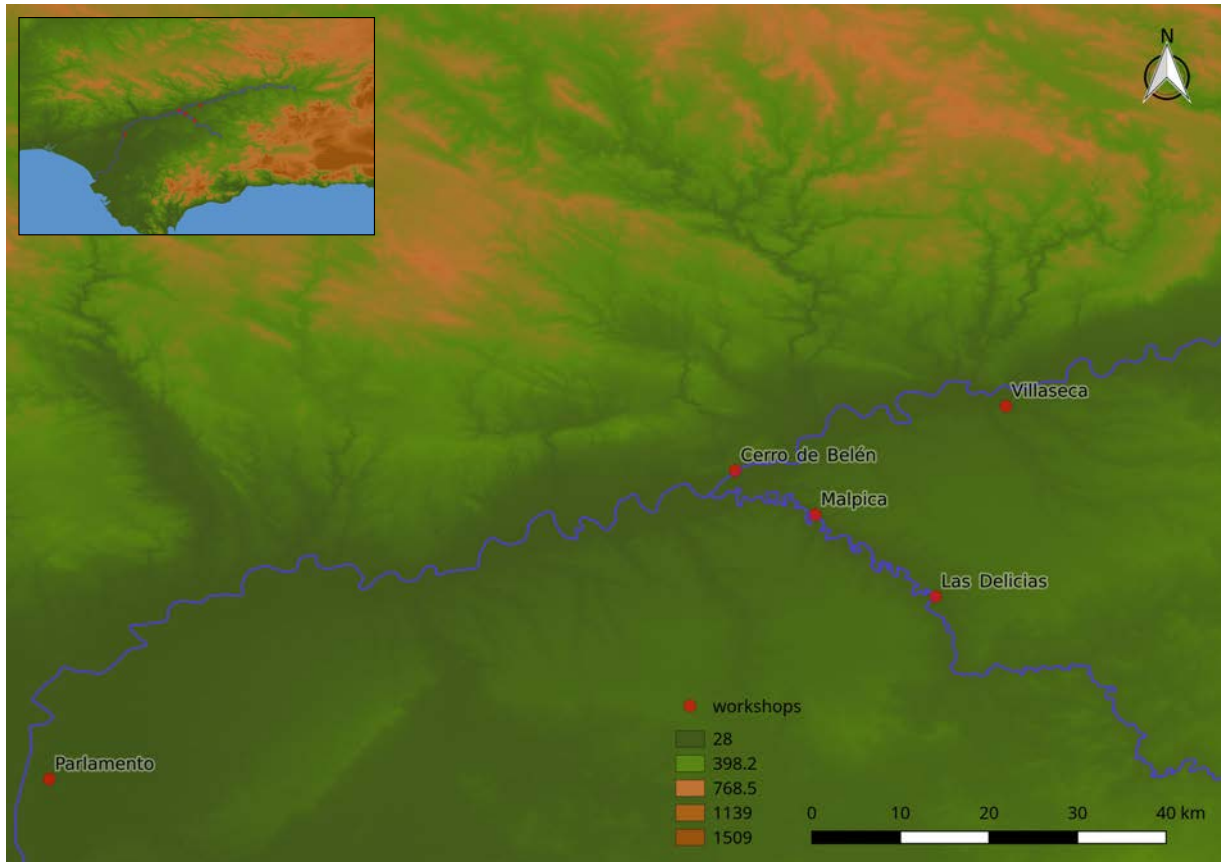 N
Villaseca
Cerro de Belén
Malpica
Las Delicias
Parlamento
workshops
28
398.2
768.5
1139
1509
0 10 20 30 40 km